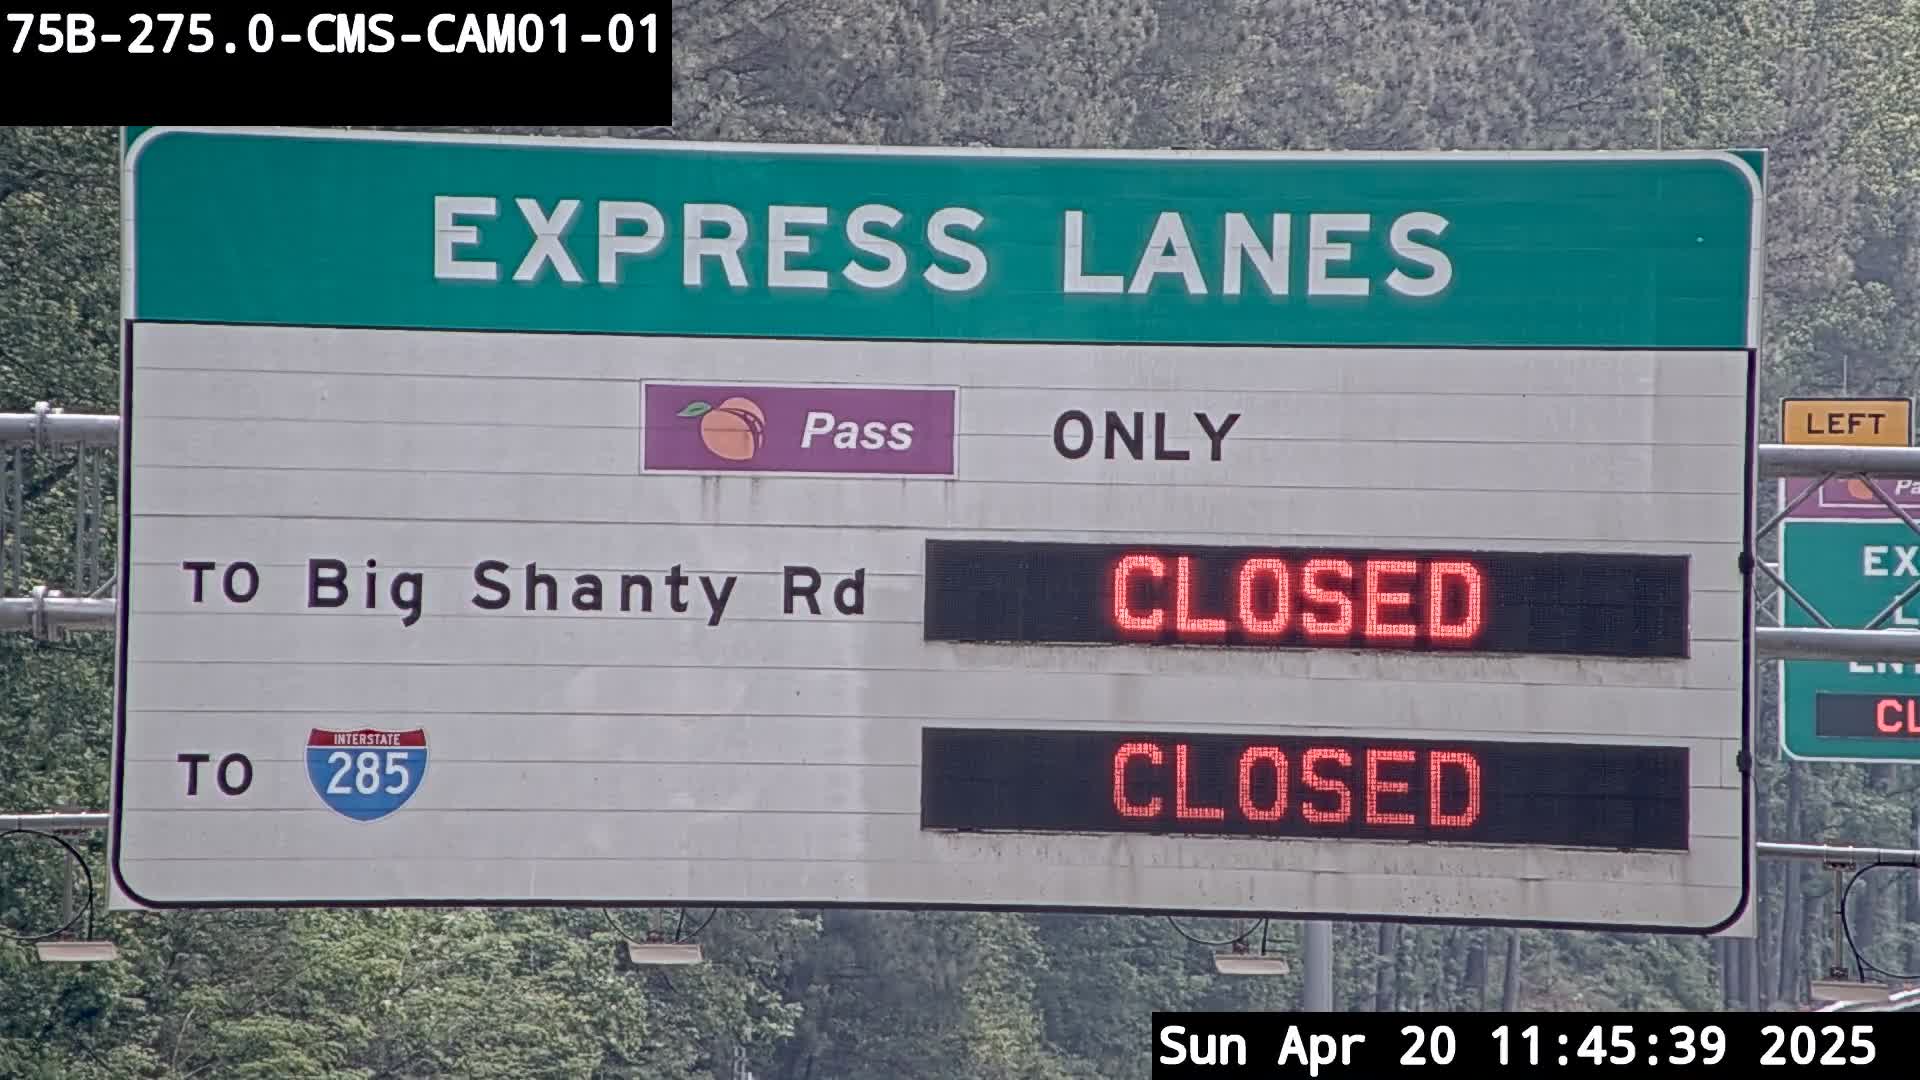 75B-275.0-CMS-CAM01-01
EXPRESS LANES
Pass ONLY
TO Big Shanty Rd CLOSED
TO INTERSTATE 285 CLOSED
LEFT
Sun Apr 20 11:45:39 2025